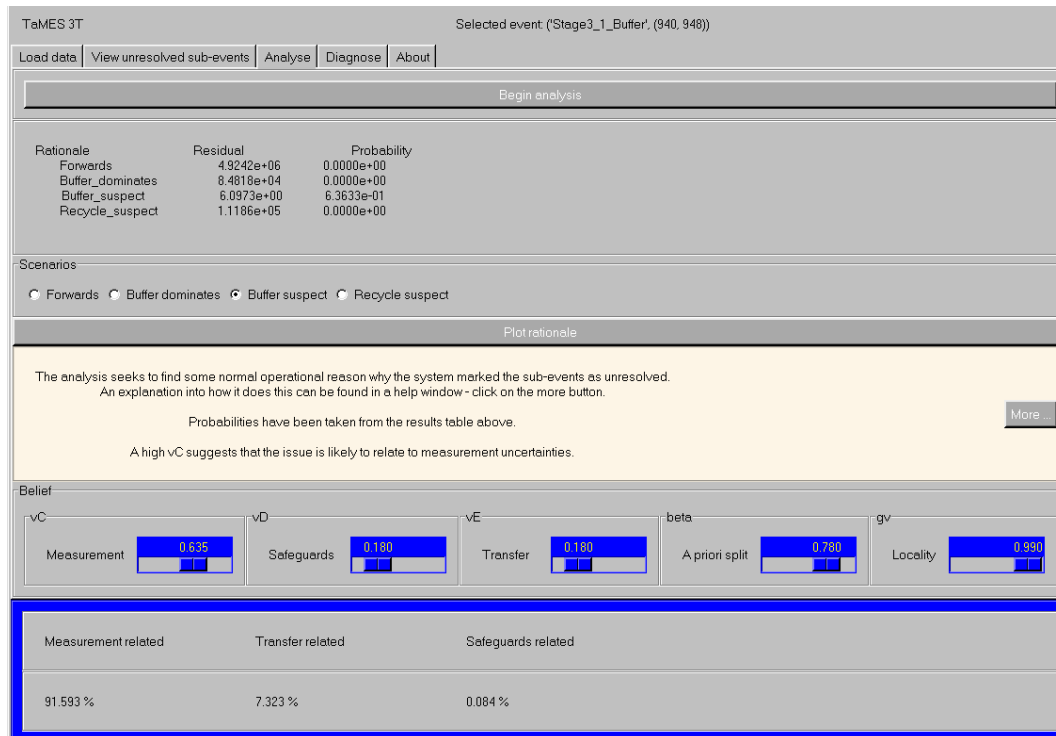 TaMES 3T Selected event: ('Stage3_1_Buffer', (940, 948))
Load data View unresolved sub-events Analyse Diagnose About
Begin analysis
Rationale Residual Probability
Forwards 4.9242e+06 0.0000e+00
Buffer_dominates 8.4818e+04 0.0000e+00
Buffer_suspect 6.0973e+00 6.3633e-01
Recycle_suspect 1.1186e+05 0.0000e+00
Scenarios
Forwards Buffer dominates Buffer suspect Recycle suspect
Plot rationale
The analysis seeks to find some normal operational reason why the system marked the sub-events as unresolved.
An explanation into how it does this can be found in a help window - click on the more button.
Probabilities have been taken from the results table above.
More ...
A high vC suggests that the issue is likely to relate to measurement uncertainties.
Belief
vC vD vE beta gv
Measurement 0.635 Safeguards 0.180 Transfer 0.180 A priori split 0.780 Locality 0.990
Measurement related Transfer related Safeguards related
91.593 % 7.323 % 0.084 %